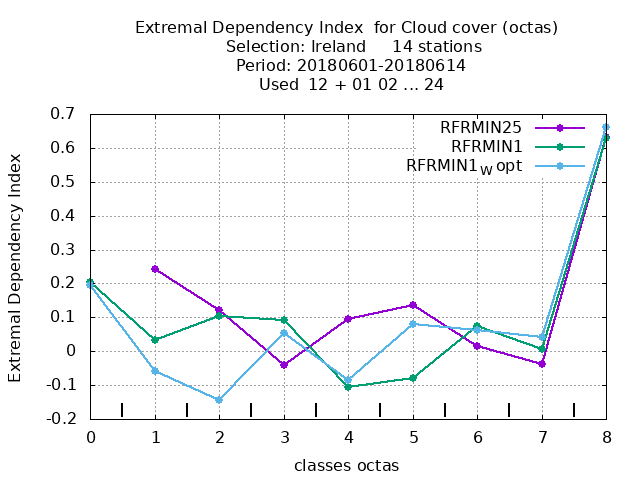 Extremal Dependency Index for Cloud cover (octas)
Selection: Ireland 14 stations
Period: 20180601-20180614
Used 12 + 01 02 ... 24
RFRMIN25
RFRMIN1
RFRMIN1W opt
Extremal Dependency Index
0.7
0.6
0.5
0.4
0.3
0.2
0.1
0
-0.1
-0.2
0 1 2 3 4 5 6 7 8
classes octas